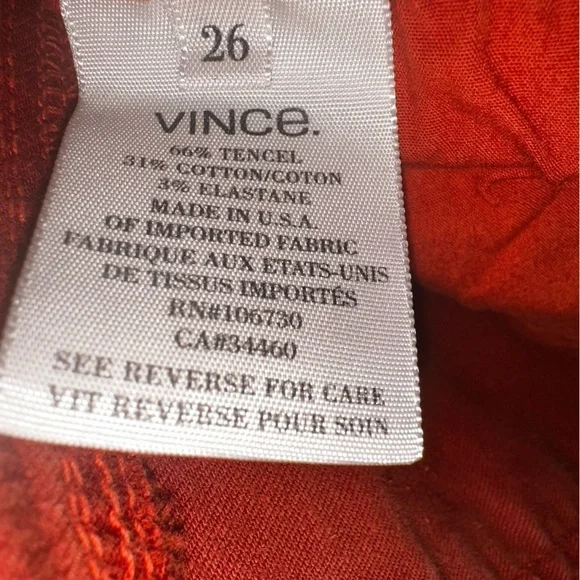 26
VINCe.
66% TENCEL
31% COTTON/COTON
3% ELASTANE
MADE IN U.S.A.
OF IMPORTED FABRIC
FABRIQUE AUX ETATS-UNIS
DE TISSUS IMPORTÉS
RN#106730
CA#34460
SEE REVERSE FOR CARE
VIT REVERSE POUR SOIN